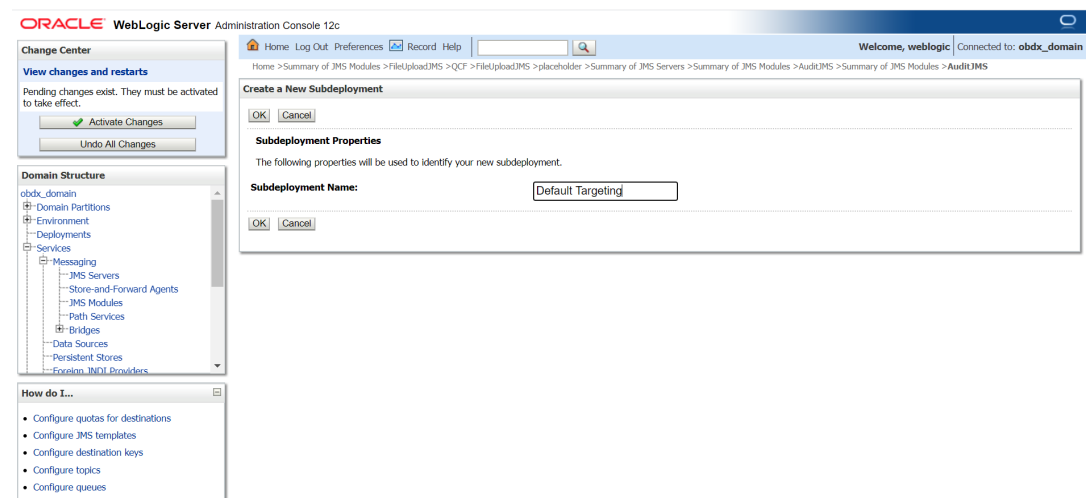 ORACLE WebLogic Server Administration Console 12c
Change Center
View changes and restarts
Pending changes exist. They must be activated
to take effect.
Activate Changes
Undo All Changes
Domain Structure
obdx_domain
Domain Partitions
Environment
Deployments
Services
Messaging
JMS Servers
Store-and-Forward Agents
JMS Modules
Path Services
Bridges
Data Sources
Persistent Stores
Foreign JNDI Providers
How do I...
Configure quotas for destinations
Configure JMS templates
Configure destination keys
Configure topics
Configure queues
Home Log Out Preferences Record Help
Welcome, weblogic Connected to: obdx_domain
Home >Summary of JMS Modules >FileUploadJMS >QCF >FileUploadJMS >placeholder >Summary of JMS Servers >Summary of JMS Modules >AuditJMS >Summary of JMS Modules >AuditJMS
Create a New Subdeployment
OK Cancel
Subdeployment Properties
The following properties will be used to identify your new subdeployment.
Subdeployment Name: Default Targeting
OK Cancel